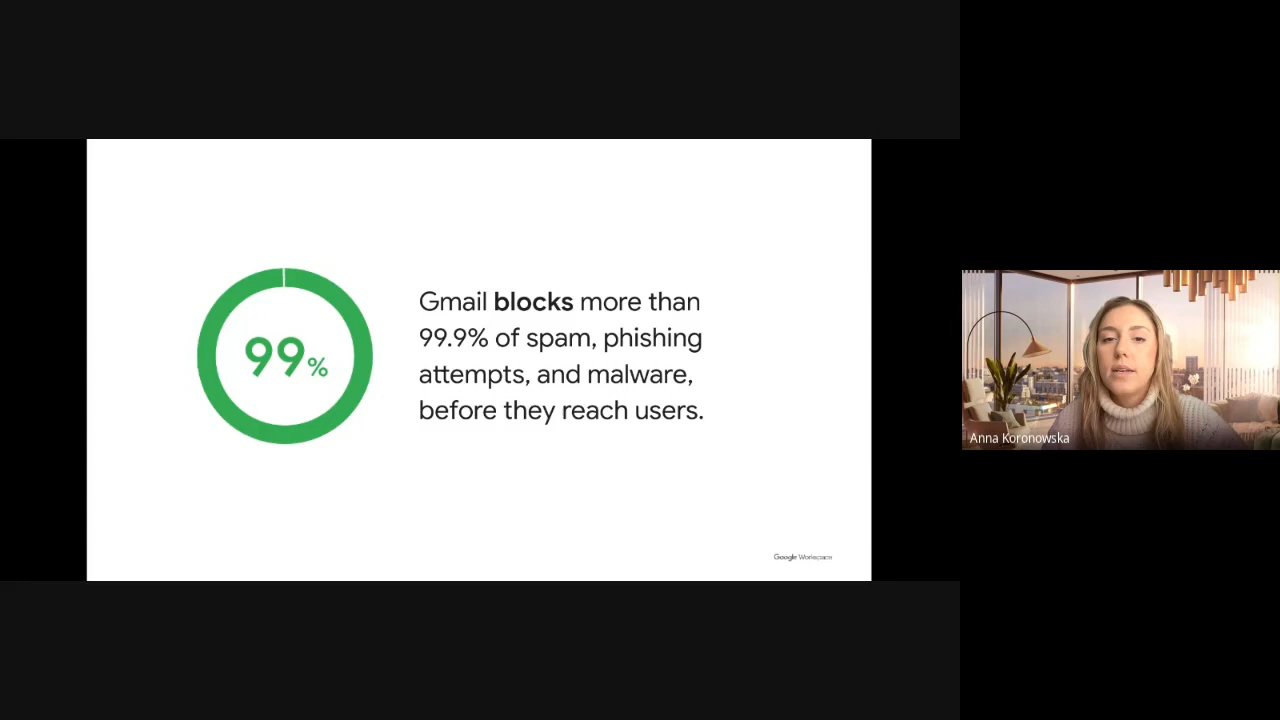 99%
Gmail blocks more than
99.9% of spam, phishing
attempts, and malware,
before they reach users.
Google Workspace
Anna Koronowska